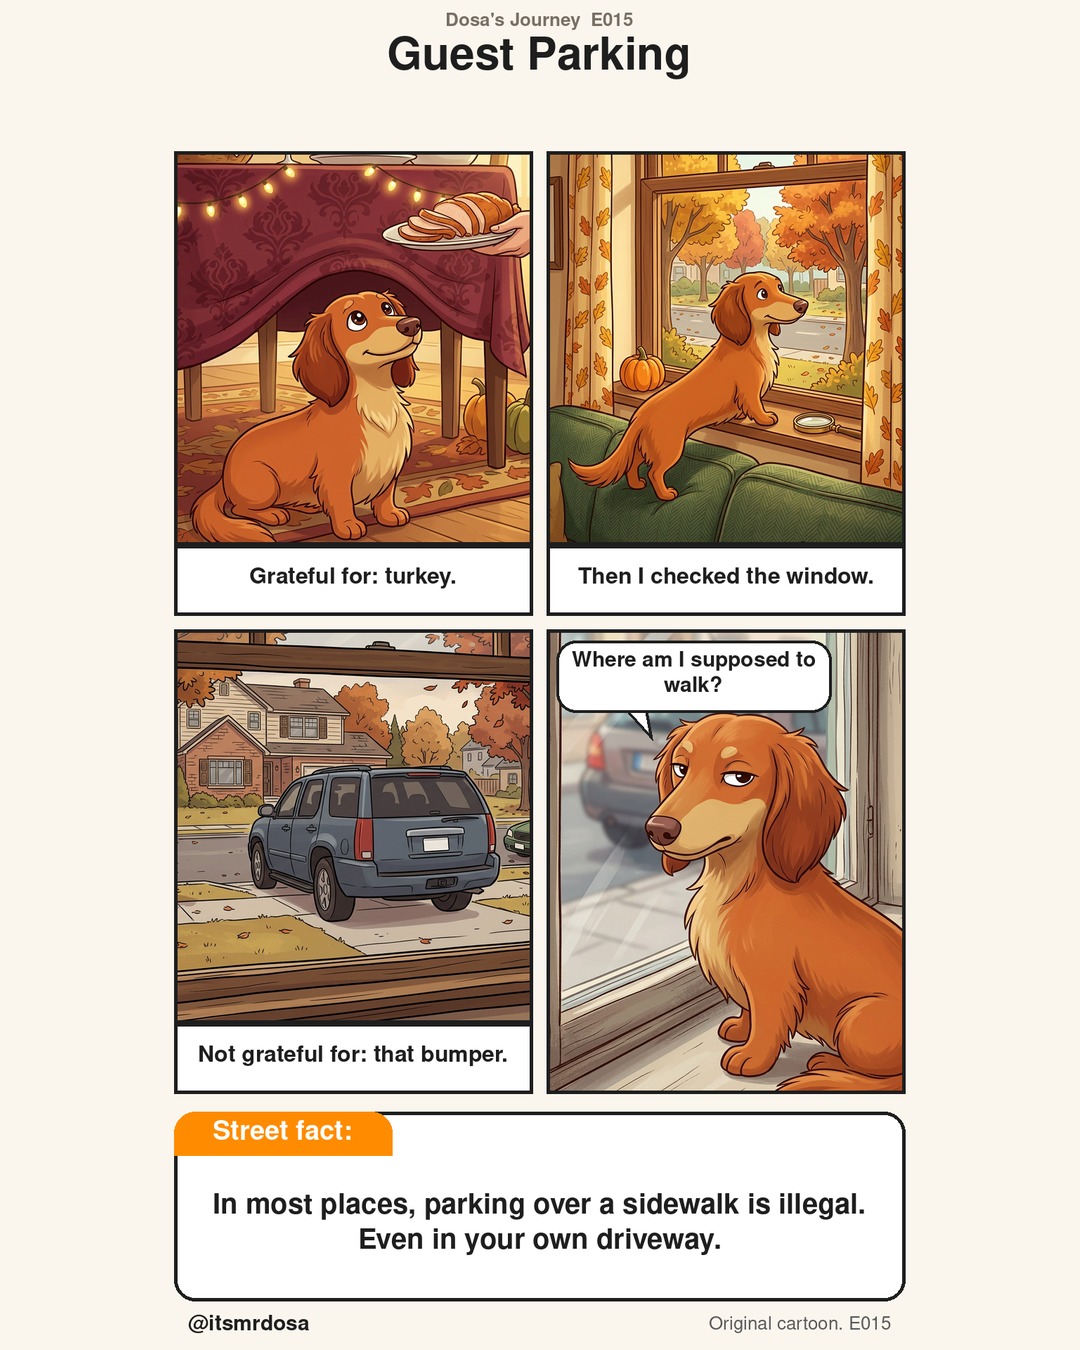 Dosa's Journey E015
Guest Parking
Grateful for: turkey.
Then I checked the window.
Not grateful for: that bumper.
Where am I supposed to
walk?
Street fact:
In most places, parking over a sidewalk is illegal.
Even in your own driveway.
@itsmrdosa
Original cartoon. E015